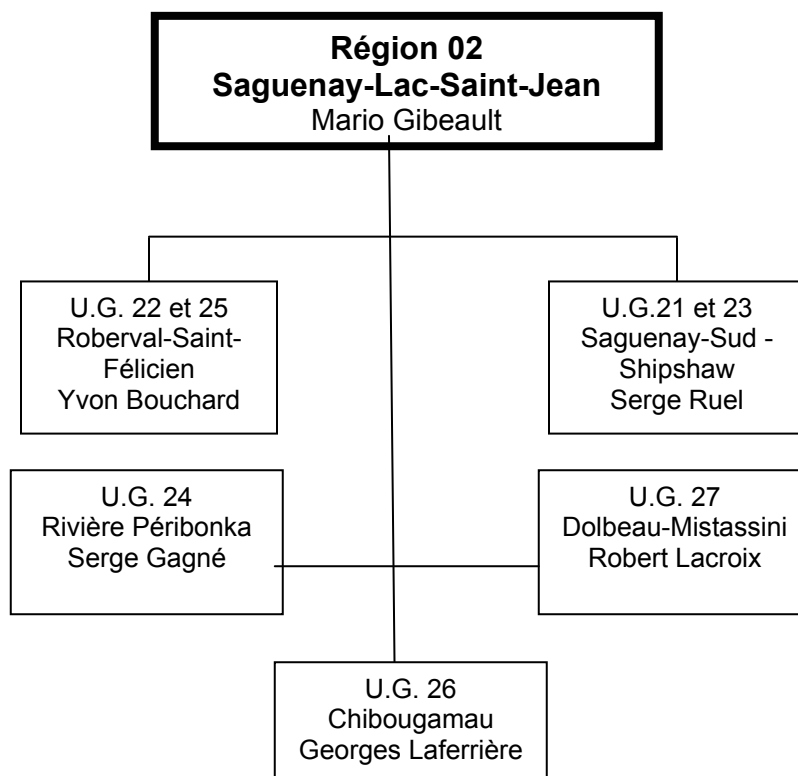 Région 02
Saguenay-Lac-Saint-Jean
Mario Gibeault
U.G. 22 et 25
Roberval-Saint-
Félicien
Yvon Bouchard
U.G.21 et 23
Saguenay-Sud -
Shipshaw
Serge Ruel
U.G. 24
Rivière Péribonka
Serge Gagné
U.G. 27
Dolbeau-Mistassini
Robert Lacroix
U.G. 26
Chibougamau
Georges Laferrière